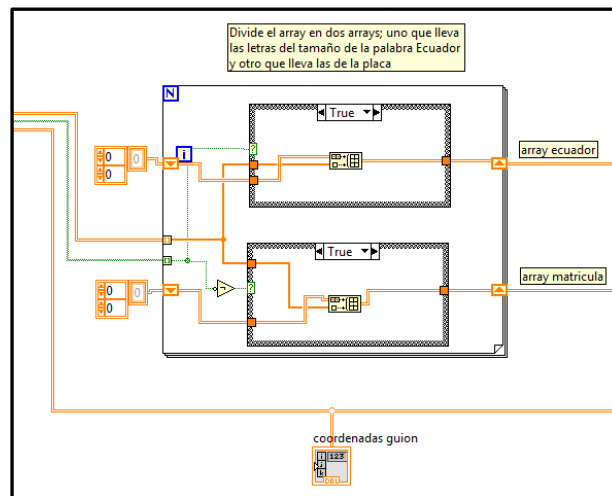 Divide el array en dos arrays; uno que lleva
las letras del tamaño de la palabra Ecuador
y otro que lleva las de la placa
N
True
i
?
0
0
0
array ecuador
True
array matricula
?
0
0
0
coordenadas guion
i
123
j
k
DBL